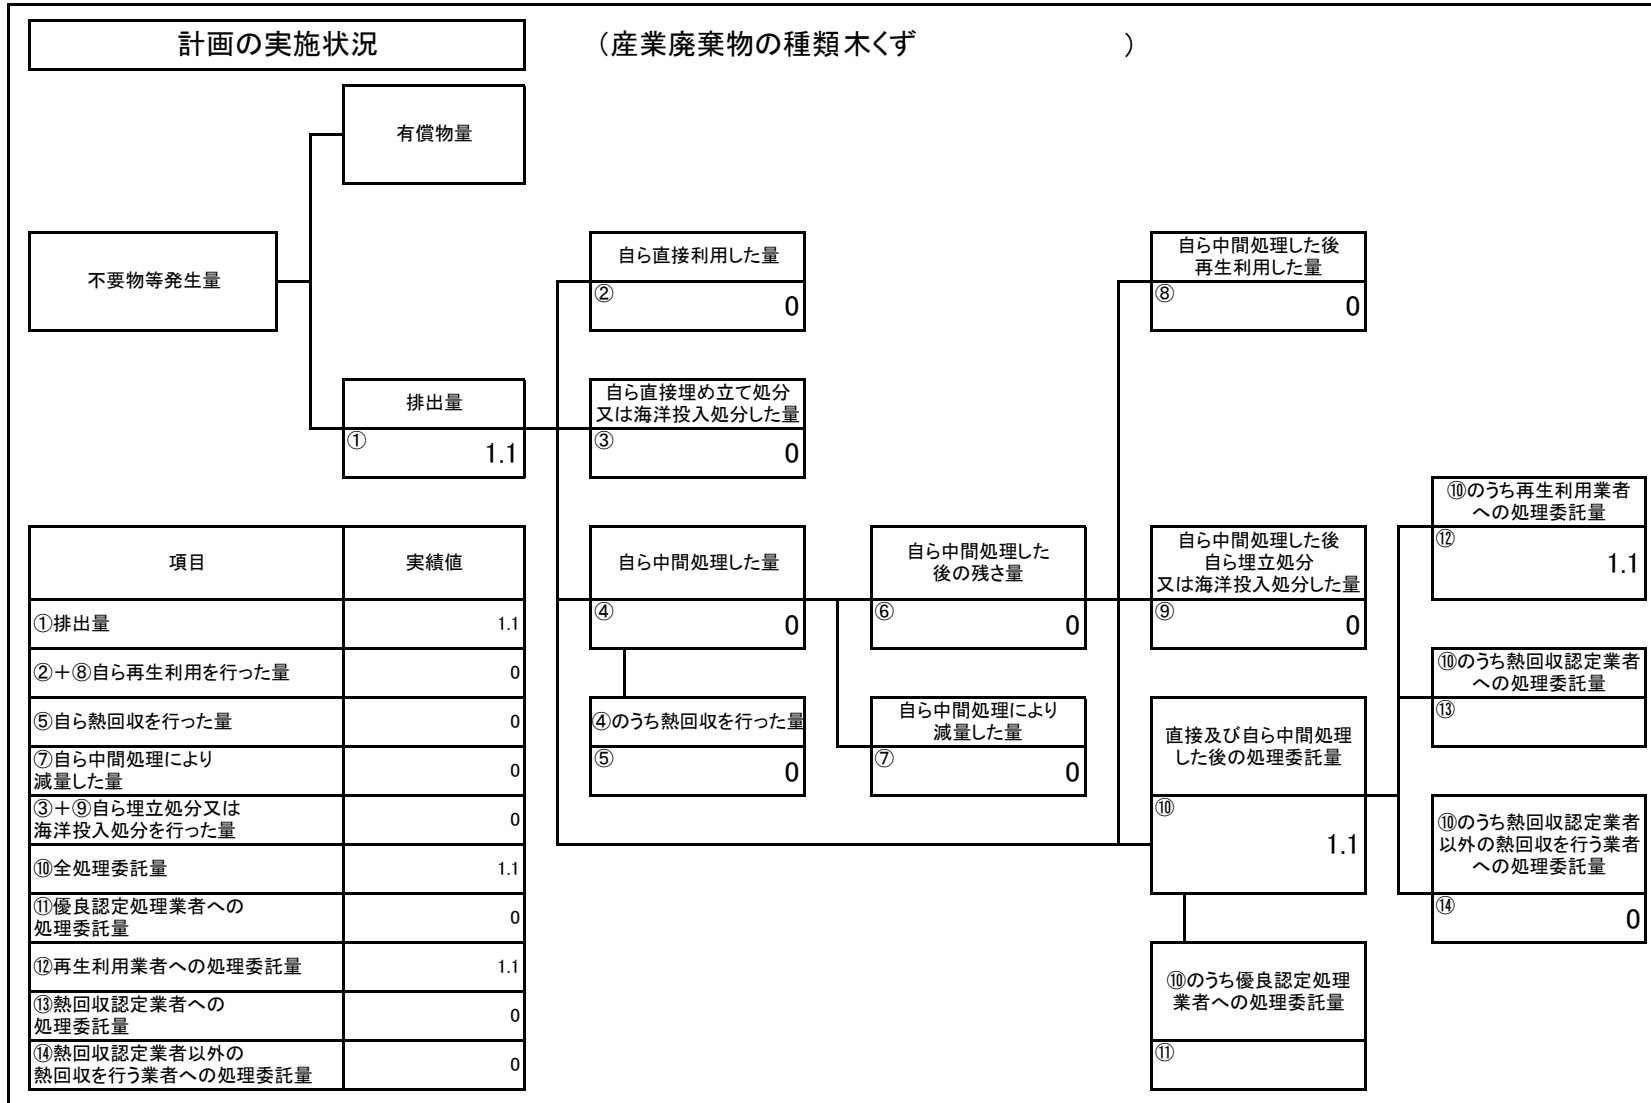 計画の実施状況
（産業廃棄物の種類木くず　　　　　　　　）
有償物量
不要物等発生量
自ら直接利用した量
②
0
自ら中間処理した後
再生利用した量
⑧
0
排出量
①
1.1
自ら直接埋め立て処分
又は海洋投入処分した量
③
0
自ら中間処理した量
④
0
自ら中間処理した
後の残さ量
⑥
0
自ら中間処理した後
自ら埋立処分
又は海洋投入処分した量
⑨
0
④のうち熱回収を行った量
⑤
0
自ら中間処理により
減量した量
⑦
0
直接及び自ら中間処理
した後の処理委託量
⑩
1.1
⑩のうち再生利用業者
への処理委託量
⑫
1.1
⑩のうち熱回収認定業者
への処理委託量
⑬
⑩のうち熱回収認定業者
以外の熱回収を行う業者
への処理委託量
⑭
0
⑩のうち優良認定処理
業者への処理委託量
⑪
項目 実績値
①排出量 1.1
②＋⑧自ら再生利用を行った量 0
⑤自ら熱回収を行った量 0
⑦自ら中間処理により
減量した量 0
③＋⑨自ら埋立処分又は
海洋投入処分を行った量 0
⑩全処理委託量 1.1
⑪優良認定処理業者への
処理委託量 0
⑫再生利用業者への処理委託量 1.1
⑬熱回収認定業者への
処理委託量 0
⑭熱回収認定業者以外の
熱回収を行う業者への処理委託量 0